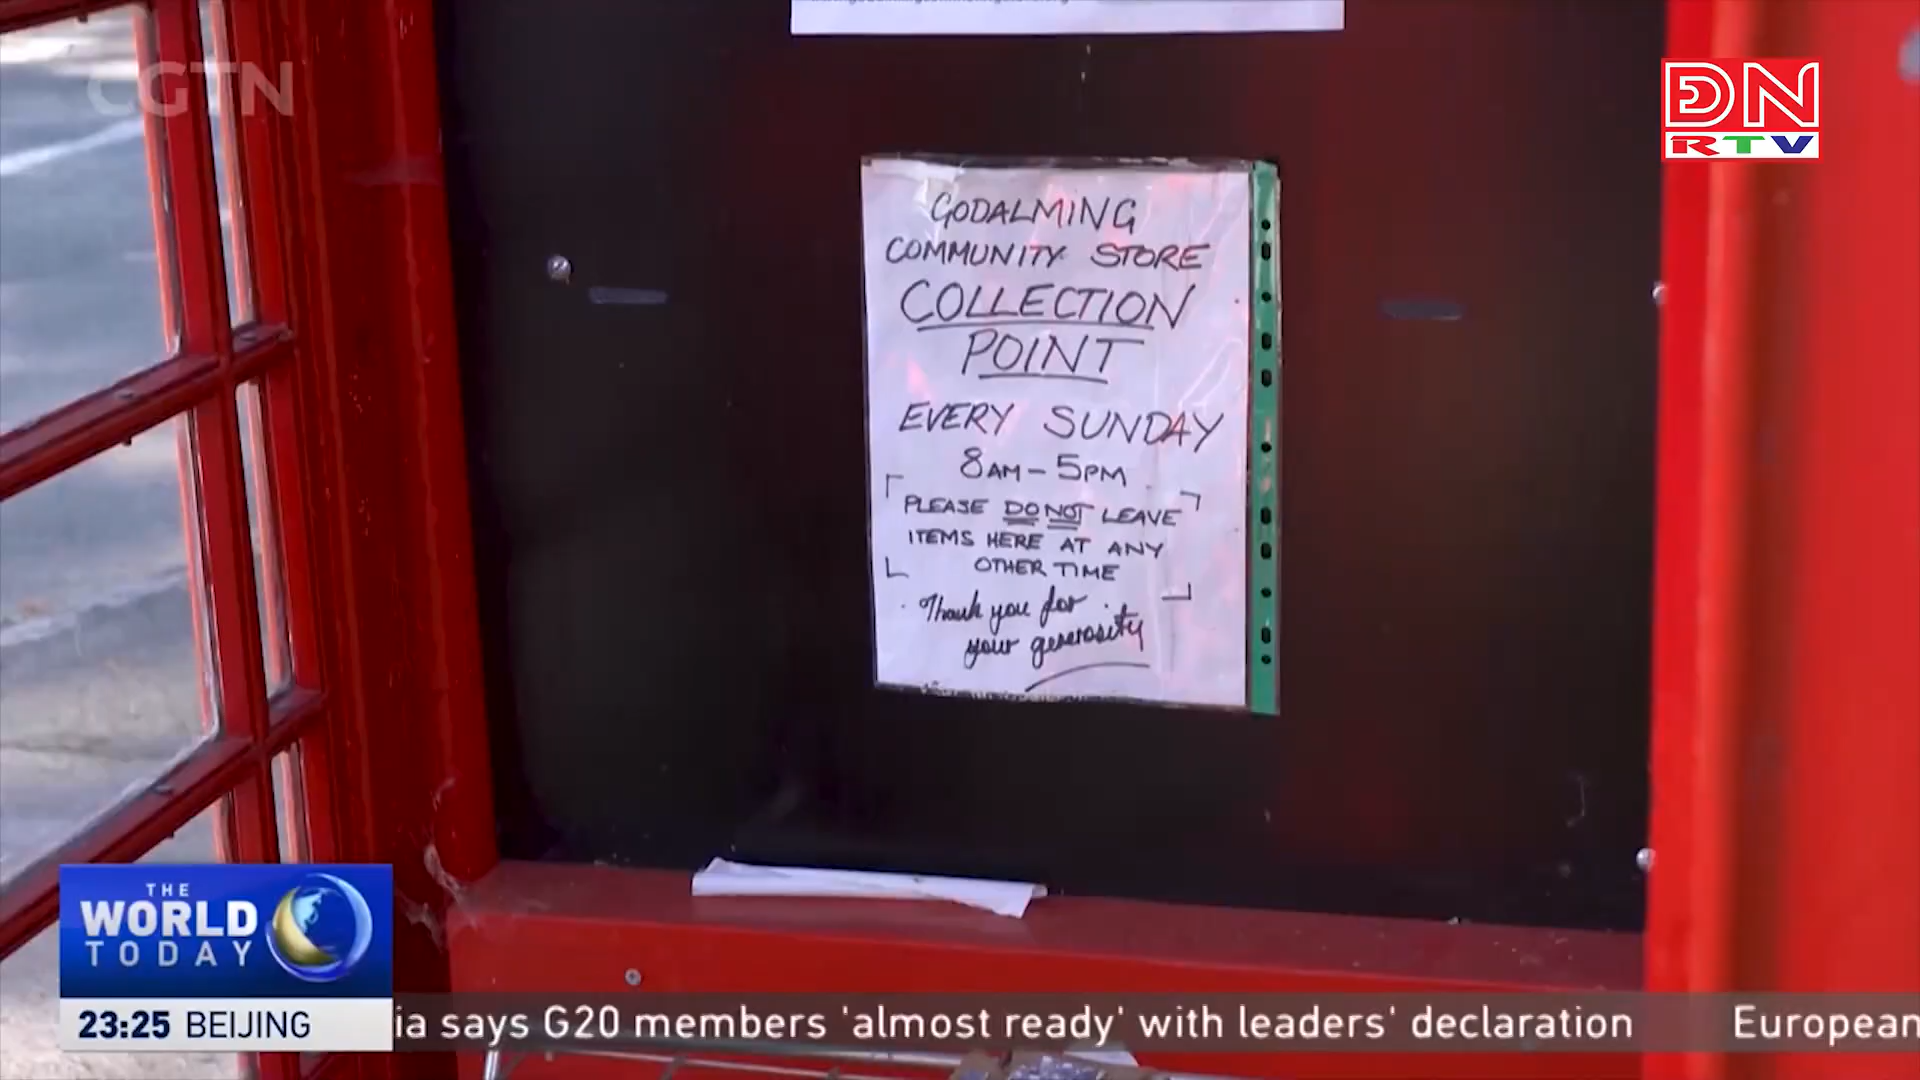 CGTN
DN
RTV
GODALMING
COMMUNITY STORE
COLLECTION
POINT
EVERY SUNDAY
8AM - 5PM
PLEASE DO NOT LEAVE
ITEMS HERE AT ANY
OTHER TIME
Thank you for
your generosity
THE
WORLD
TODAY
23:25 BEIJING
ia says G20 members 'almost ready' with leaders' declaration European